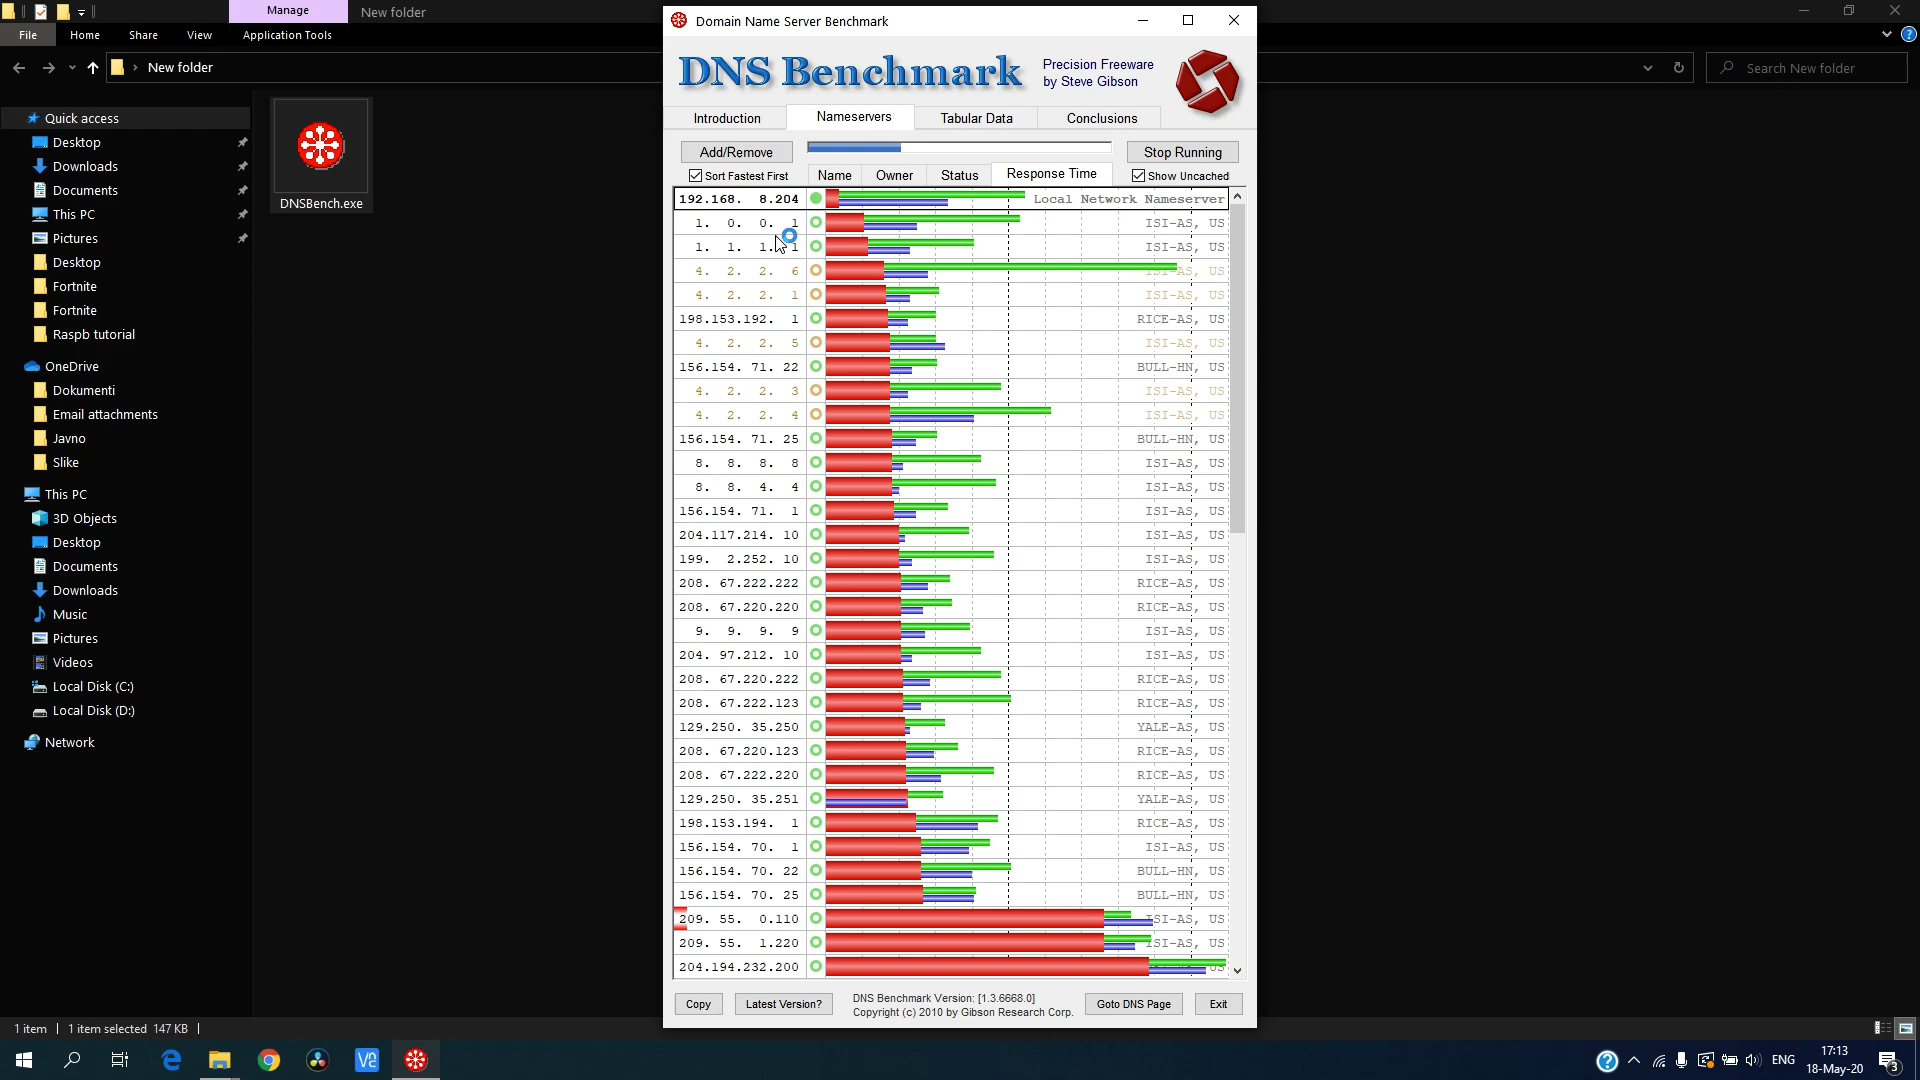 Manage
New folder
File
Home
Share
View
Application Tools
New folder
Search New folder
Quick access
Desktop
Downloads
Documents
This PC
Pictures
Desktop
Fortnite
Fortnite
Raspb tutorial
OneDrive
Dokumenti
Email attachments
Javno
Slike
This PC
3D Objects
Desktop
Documents
Downloads
Music
Pictures
Videos
Local Disk (C:)
Local Disk (D:)
Network
DNSBench.exe
1 item
1 item selected 147 KB
Domain Name Server Benchmark
DNS Benchmark
Precision Freeware
by Steve Gibson
Introduction
Nameservers
Tabular Data
Conclusions
Add/Remove
Stop Running
Sort Fastest First
Name
Owner
Status
Response Time
Show Uncached
192.168. 8.204 Local Network Nameserver
1. 0. 0. 1 ISI-AS, US
1. 1. 1. 1 ISI-AS, US
4. 2. 2. 6 ISI-AS, US
4. 2. 2. 1 ISI-AS, US
198.153.192. 1 RICE-AS, US
4. 2. 2. 5 ISI-AS, US
156.154. 71. 22 BULL-HN, US
4. 2. 2. 3 ISI-AS, US
4. 2. 2. 4 ISI-AS, US
156.154. 71. 25 BULL-HN, US
8. 8. 8. 8 ISI-AS, US
8. 8. 4. 4 ISI-AS, US
156.154. 71. 1 ISI-AS, US
204.117.214. 10 ISI-AS, US
199. 2.252. 10 ISI-AS, US
208. 67.222.222 RICE-AS, US
208. 67.220.220 RICE-AS, US
9. 9. 9. 9 ISI-AS, US
204. 97.212. 10 ISI-AS, US
208. 67.220.222 RICE-AS, US
208. 67.222.123 RICE-AS, US
129.250. 35.250 YALE-AS, US
208. 67.220.123 RICE-AS, US
208. 67.222.220 RICE-AS, US
129.250. 35.251 YALE-AS, US
198.153.194. 1 RICE-AS, US
156.154. 70. 1 ISI-AS, US
156.154. 70. 22 BULL-HN, US
156.154. 70. 25 BULL-HN, US
209. 55. 0.110 ISI-AS, US
209. 55. 1.220 ISI-AS, US
204.194.232.200 US
Copy
Latest Version?
DNS Benchmark Version: [1.3.6668.0]
Copyright (c) 2010 by Gibson Research Corp.
Goto DNS Page
Exit
ENG
17:13
18-May-20
3